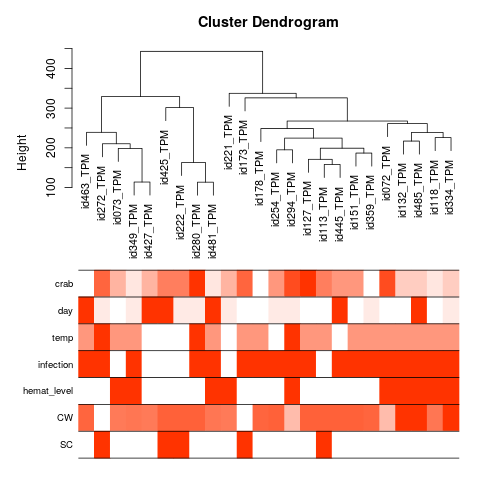 Cluster Dendrogram
Height
400
300
200
100
id463_TPM
id272_TPM
id073_TPM
id349_TPM
id427_TPM
id425_TPM
id222_TPM
id280_TPM
id481_TPM
id221_TPM
id173_TPM
id178_TPM
id254_TPM
id294_TPM
id127_TPM
id113_TPM
id445_TPM
id151_TPM
id359_TPM
id072_TPM
id132_TPM
id485_TPM
id118_TPM
id334_TPM
crab
day
temp
infection
hemat_level
CW
SC